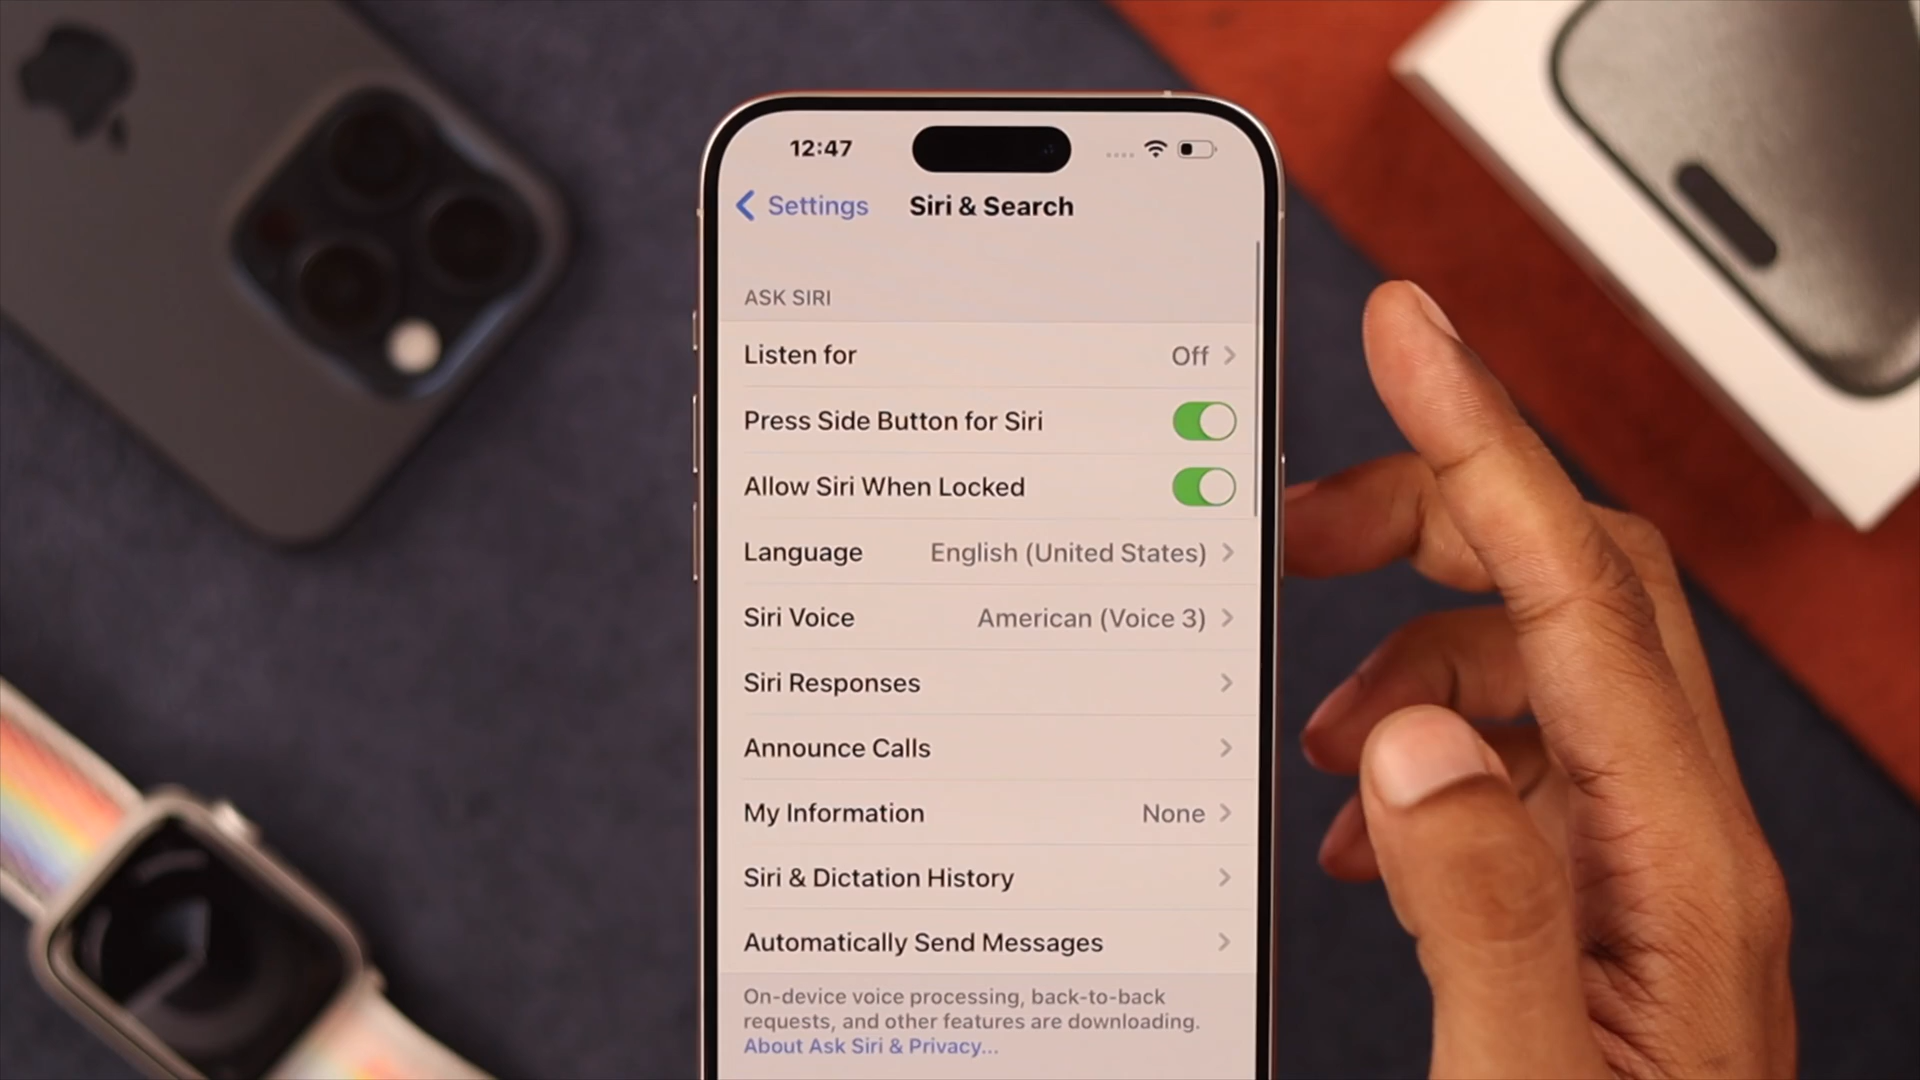 12:47
Settings
Siri & Search
ASK SIRI
Listen for Off
Press Side Button for Siri
Allow Siri When Locked
Language English (United States)
Siri Voice American (Voice 3)
Siri Responses
Announce Calls
My Information None
Siri & Dictation History
Automatically Send Messages
On-device voice processing, back-to-back
requests, and other features are downloading.
About Ask Siri & Privacy...